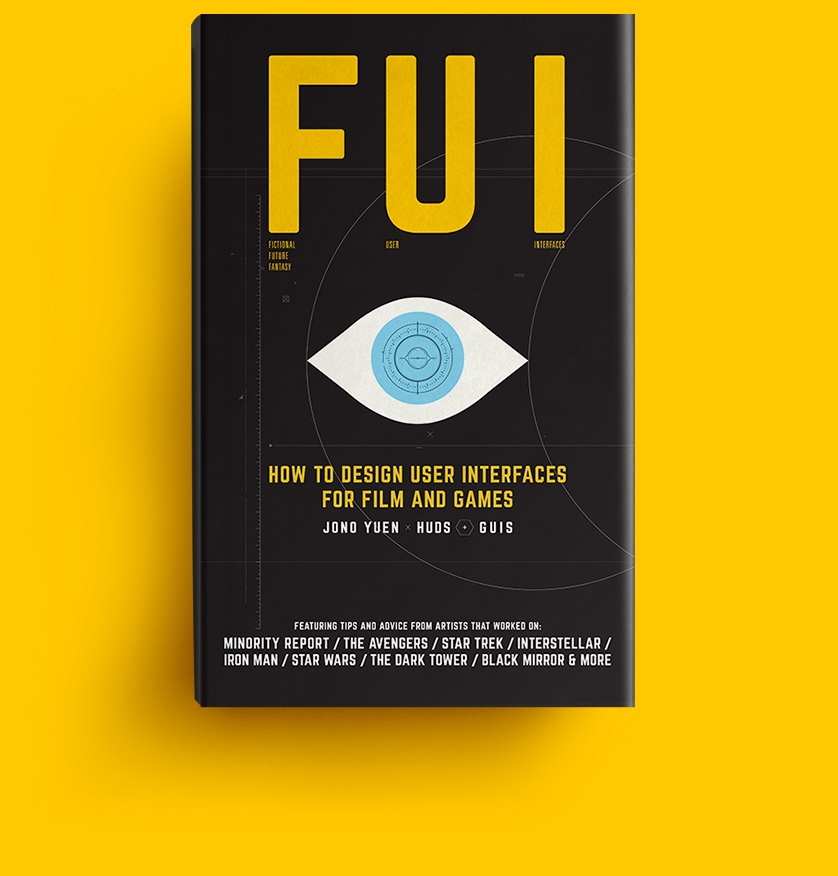 FUI
FICTIONAL USER INTERFACES
FUTURE
FANTASY
HOW TO DESIGN USER INTERFACES
FOR FILM AND GAMES
JONO YUEN × HUDS + GUIS
FEATURING TIPS AND ADVICE FROM ARTISTS THAT WORKED ON:
MINORITY REPORT / THE AVENGERS / STAR TREK / INTERSTELLAR /
IRON MAN / STAR WARS / THE DARK TOWER / BLACK MIRROR & MORE